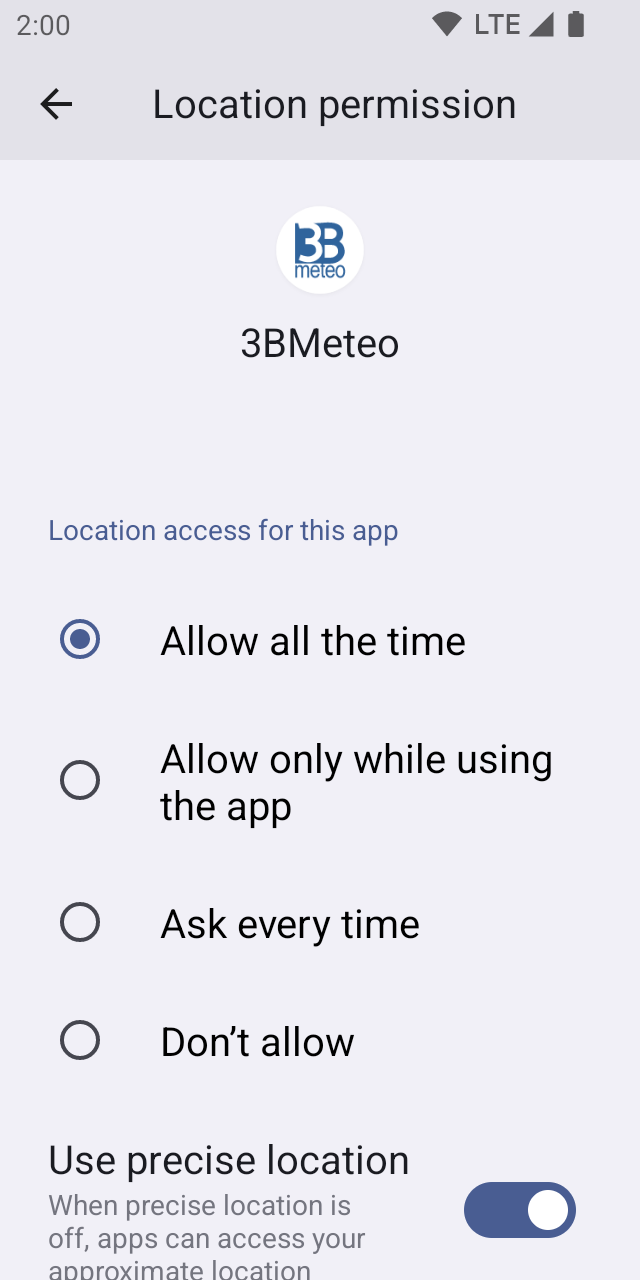 2:00
LTE
Location permission
3B
meteo
3BMeteo
Location access for this app
Allow all the time
Allow only while using
the app
Ask every time
Don’t allow
Use precise location
When precise location is
off, apps can access your
approximate location